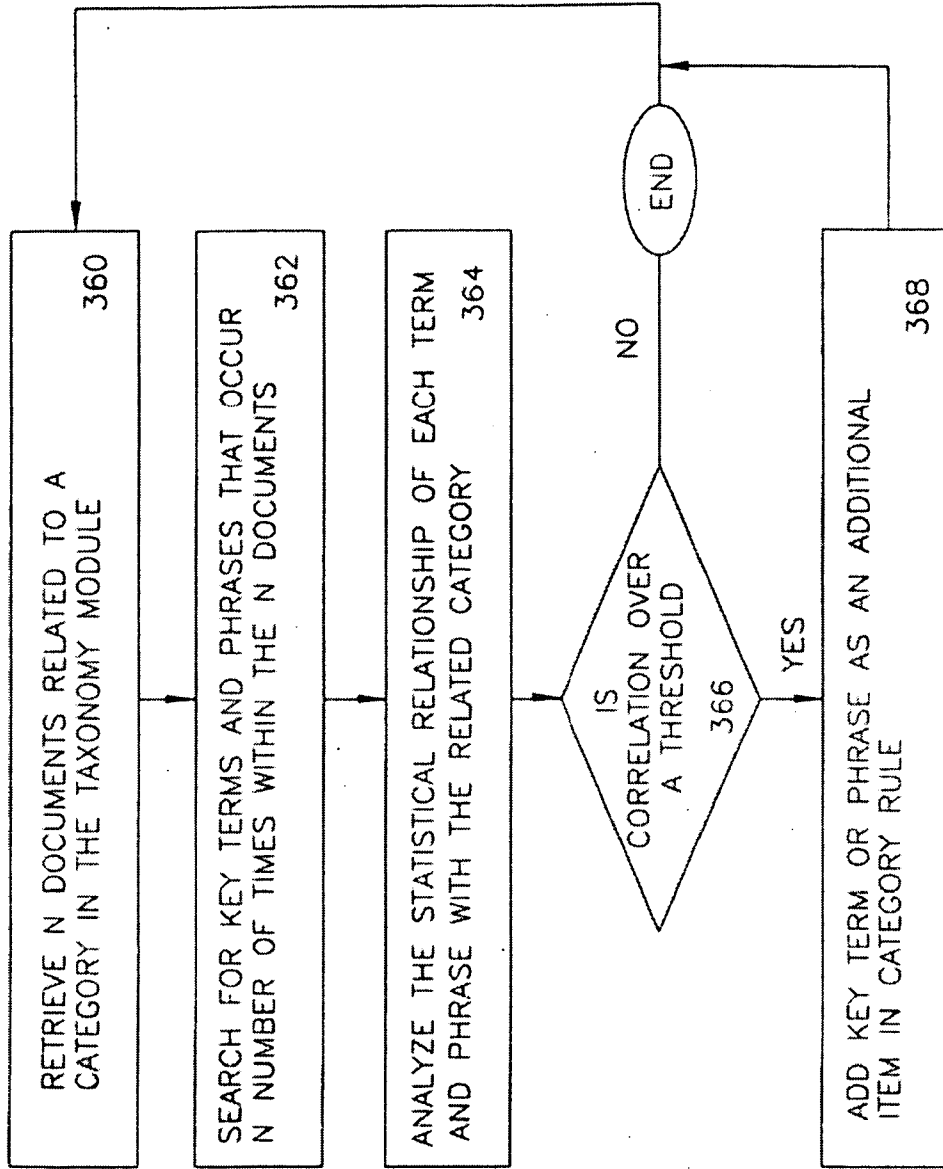 RETRIEVE N DOCUMENTS RELATED TO A
CATEGORY IN THE TAXONOMY MODULE
360
SEARCH FOR KEY TERMS AND PHRASES THAT OCCUR
N NUMBER OF TIMES WITHIN THE N DOCUMENTS
362
ANALYZE THE STATISTICAL RELATIONSHIP OF EACH TERM
AND PHRASE WITH THE RELATED CATEGORY
364
IS
CORRELATION OVER
A THRESHOLD
366
NO
END
YES
ADD KEY TERM OR PHRASE AS AN ADDITIONAL
ITEM IN CATEGORY RULE
368